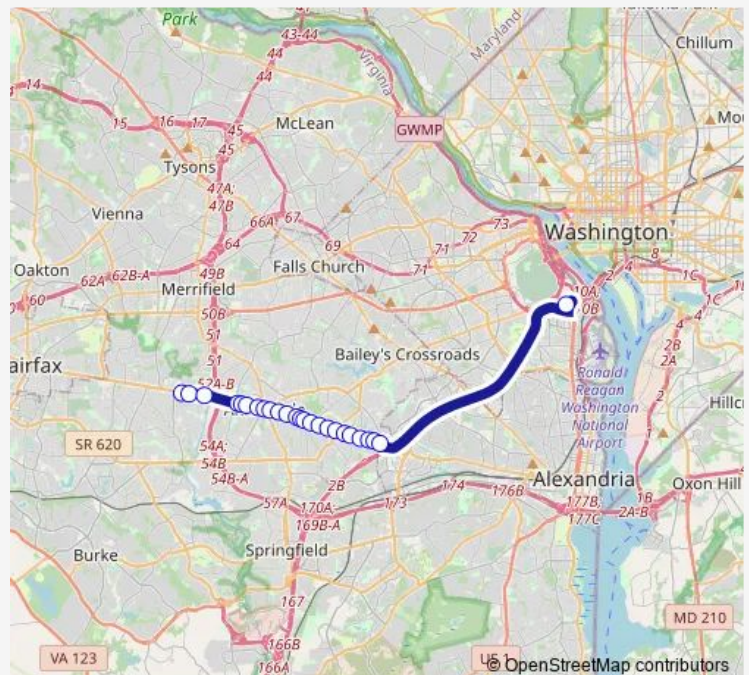 Park
43-44
44
44
Maryland
Chillum
14
Virginia
15
16
17
45
45
McLean
GWMP
Tysons
47A;
47B
Vienna
66A
67
73
Washington
64
69
71
72
8
1C
Oakton
62A
62B-A
49B
Falls Church
71
2
4
60
Merrifield
10A,
1C
50B
4
51
2B
51
Bailey's Crossroads
2A
airfax
52A-B
Ronald
Reagan
Washington
National
Airport
2
Hillcr
SR 620
54A;
54B
54B-A
2B
174
176B
Alexandria
1B
Oxon Hill
57A
170A;
173
177B,
2A-B
169B-A
177C
Burke
Springfield
167
MD 210
166B
VA 123
166A
US 1
© OpenStreetMap contributors